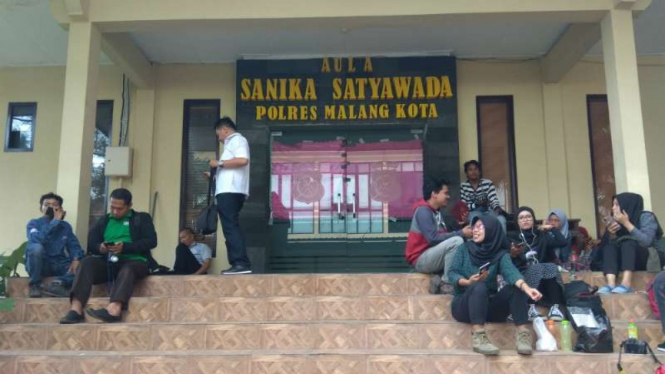 AULA
SANIKA SATYAWADA
POLRES MALANG KOTA